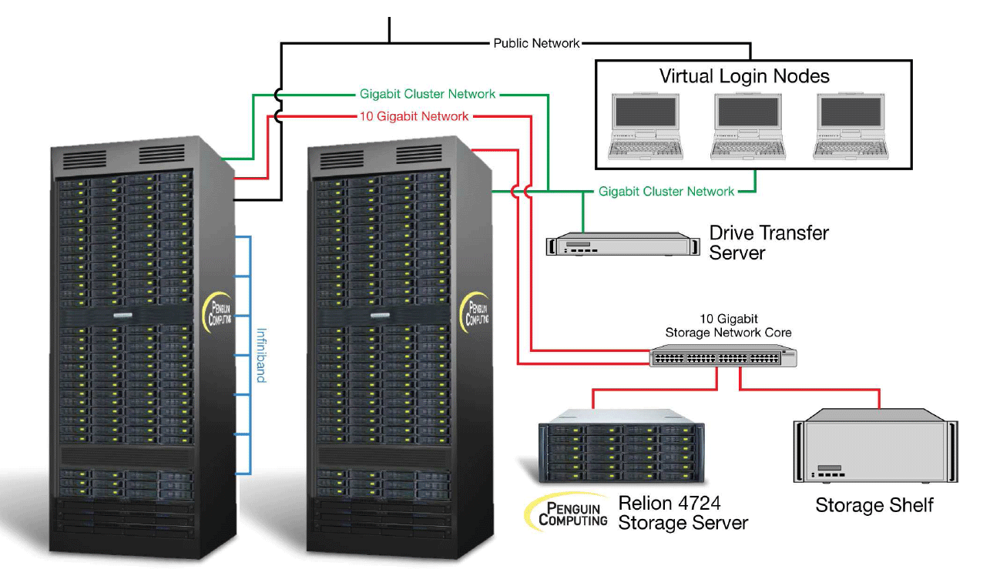 Public Network
Virtual Login Nodes
Gigabit Cluster Network
10 Gigabit Network
Gigabit Cluster Network
Drive Transfer
Server
PENGUIN
COMPUTING
PENGUIN
COMPUTING
Infiniband
10 Gigabit
Storage Network Core
PENGUIN
COMPUTING
Relion 4724
Storage Server
Storage Shelf